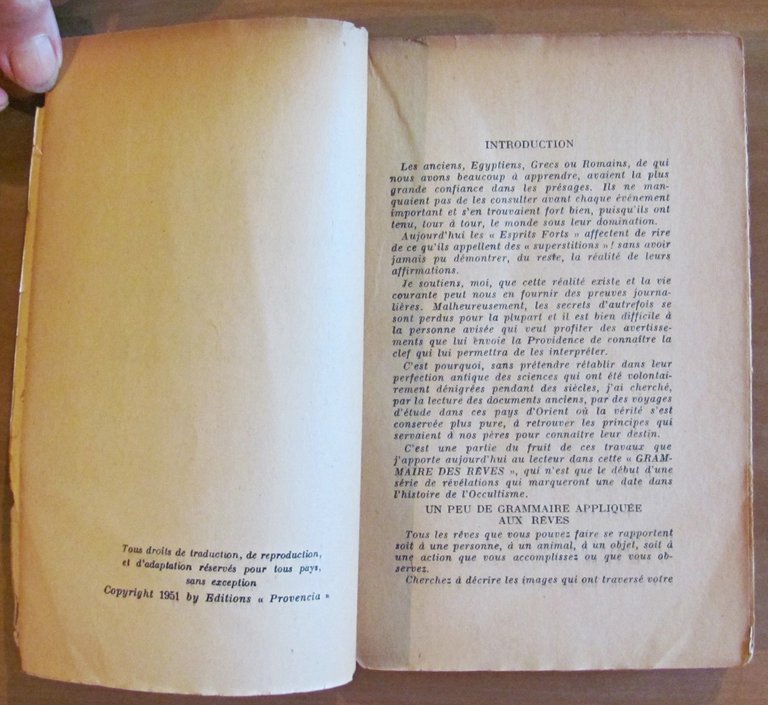 Tous droits de traduction, de reproduction,
et d'adaptation réservés pour tous pays,
sans exception
Copyright 1951 by Editions « Provencia »
INTRODUCTION
Les anciens, Egyptiens, Grecs ou Romains, de qui
nous avons beaucoup à apprendre, avaient la plus
grande confiance dans les présages. Ils ne man-
quaient pas de les consulter avant chaque événement
important et s'en trouvaient fort bien, puisqu'ils ont
tenu, tour à tour, le monde sous leur domination.
Aujourd'hui les « Esprits Forts » affectent de rire
de ce qu'ils appellent des « superstitions »! sans avoir
jamais pu démontrer, du reste, la réalité de leurs
affirmations.
Je soutiens, moi, que cette réalité existe et la vie
courante peut nous en fournir des preuves journa-
lières. Malheureusement, les secrets d'autrefois se
sont perdus pour la plupart et il est bien difficile à
la personne avisée qui veut profiter des avertisse-
ments que lui envoie la Providence de connaître la
clef qui lui permettra de les interpréter.
C'est pourquoi, sans prétendre rétablir dans leur
perfection antique des sciences qui ont été volontai-
rement dénigrées pendant des siècles, j'ai cherché,
par la lecture des documents anciens, par des voyages
d'étude dans ces pays d'Orient où la vérité s'est
conservée plus pure, à retrouver les principes qui
servaient à nos pères pour connaître leur destin.
C'est une partie du fruit de ces travaux que
j'apporte aujourd'hui au lecteur dans cette « GRAM-
MAIRE DES RÊVES », qui n'est que le début d'une
série de révélations qui marqueront une date dans
l'histoire de l'Occultisme.
UN PEU DE GRAMMAIRE APPLIQUÉE
AUX RÊVES
Tous les rêves que vous pouvez faire se rapportent
soit à une personne, à un animal, à un objet, soit à
une action que vous accomplissez ou que vous ob-
servez.
Cherchez à décrire les images qui ont traversé votre